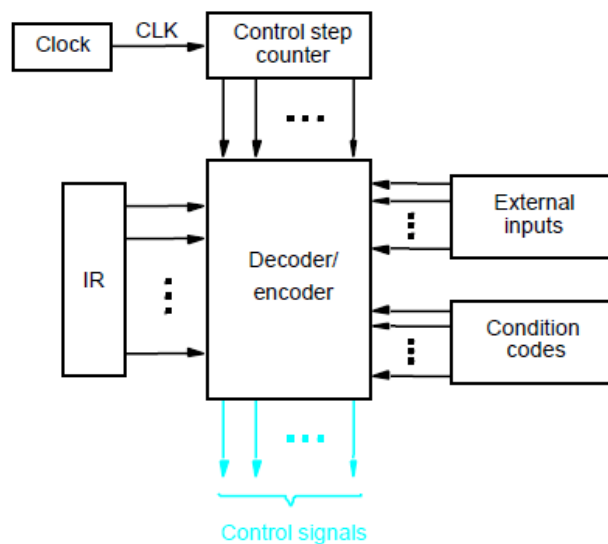 Clock
CLK
Control step
counter
IR
Decoder/
encoder
External
inputs
Condition
codes
Control signals